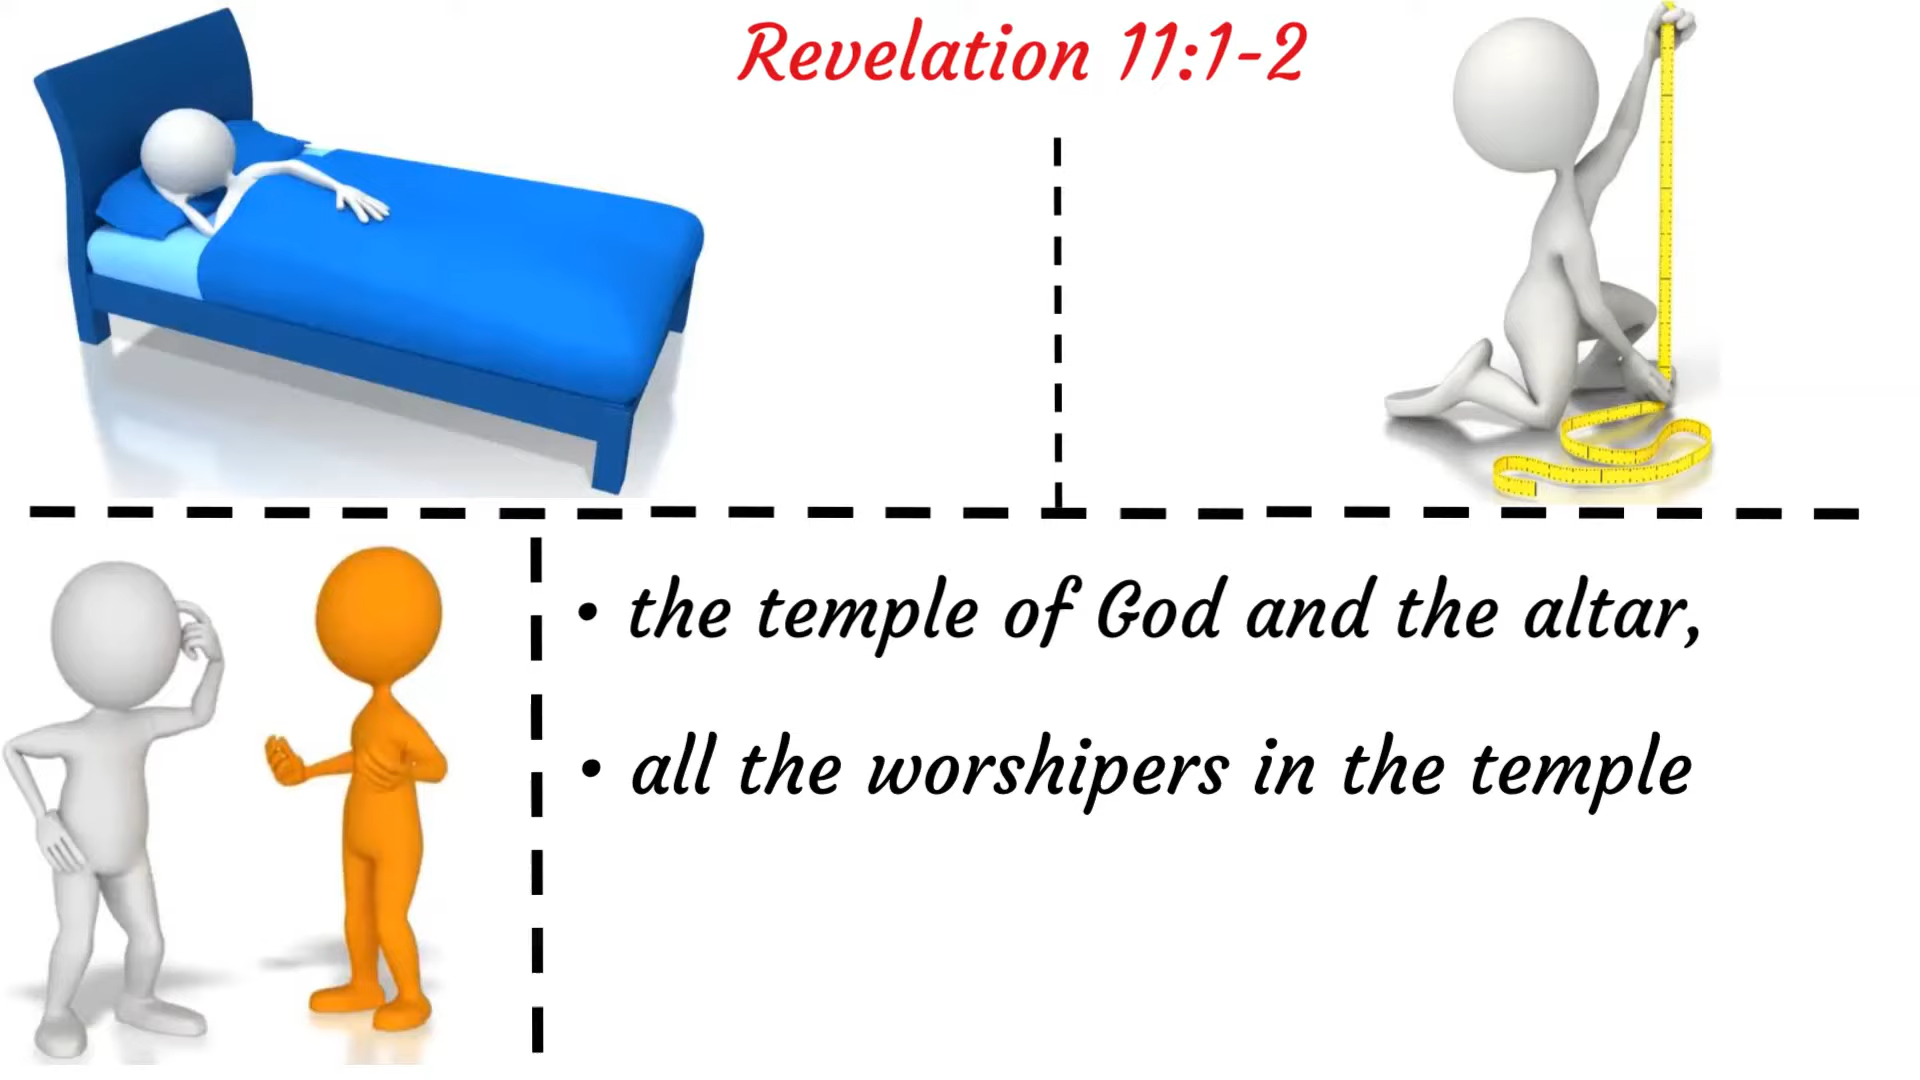 Revelation 11:1-2
• the temple of God and the altar,
• all the worshipers in the temple